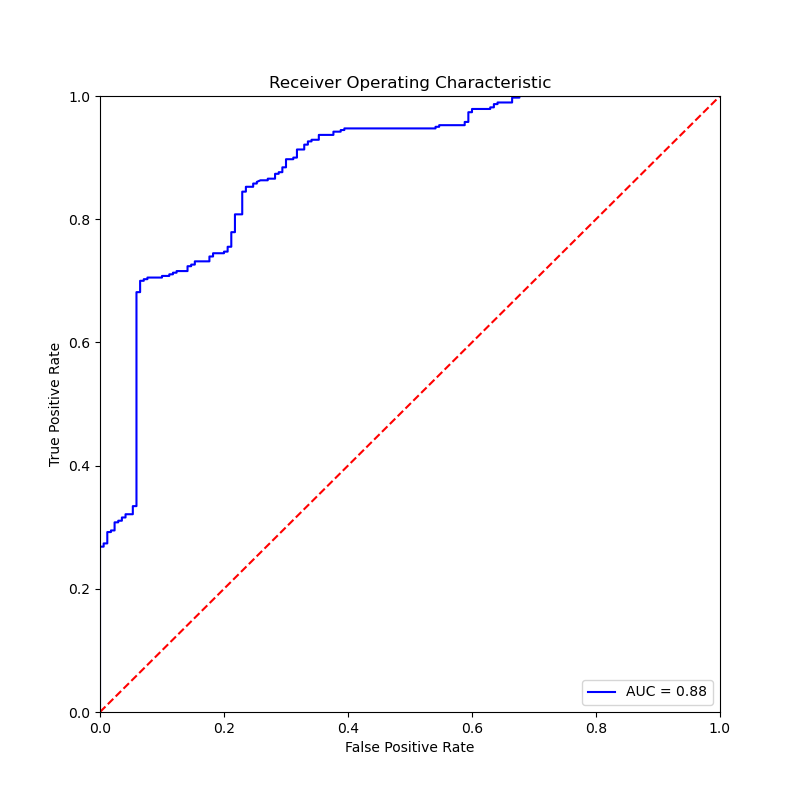 Receiver Operating Characteristic
True Positive Rate
1.0
0.8
0.6
0.4
0.2
0.0
AUC = 0.88
0.0 0.2 0.4 0.6 0.8 1.0
False Positive Rate